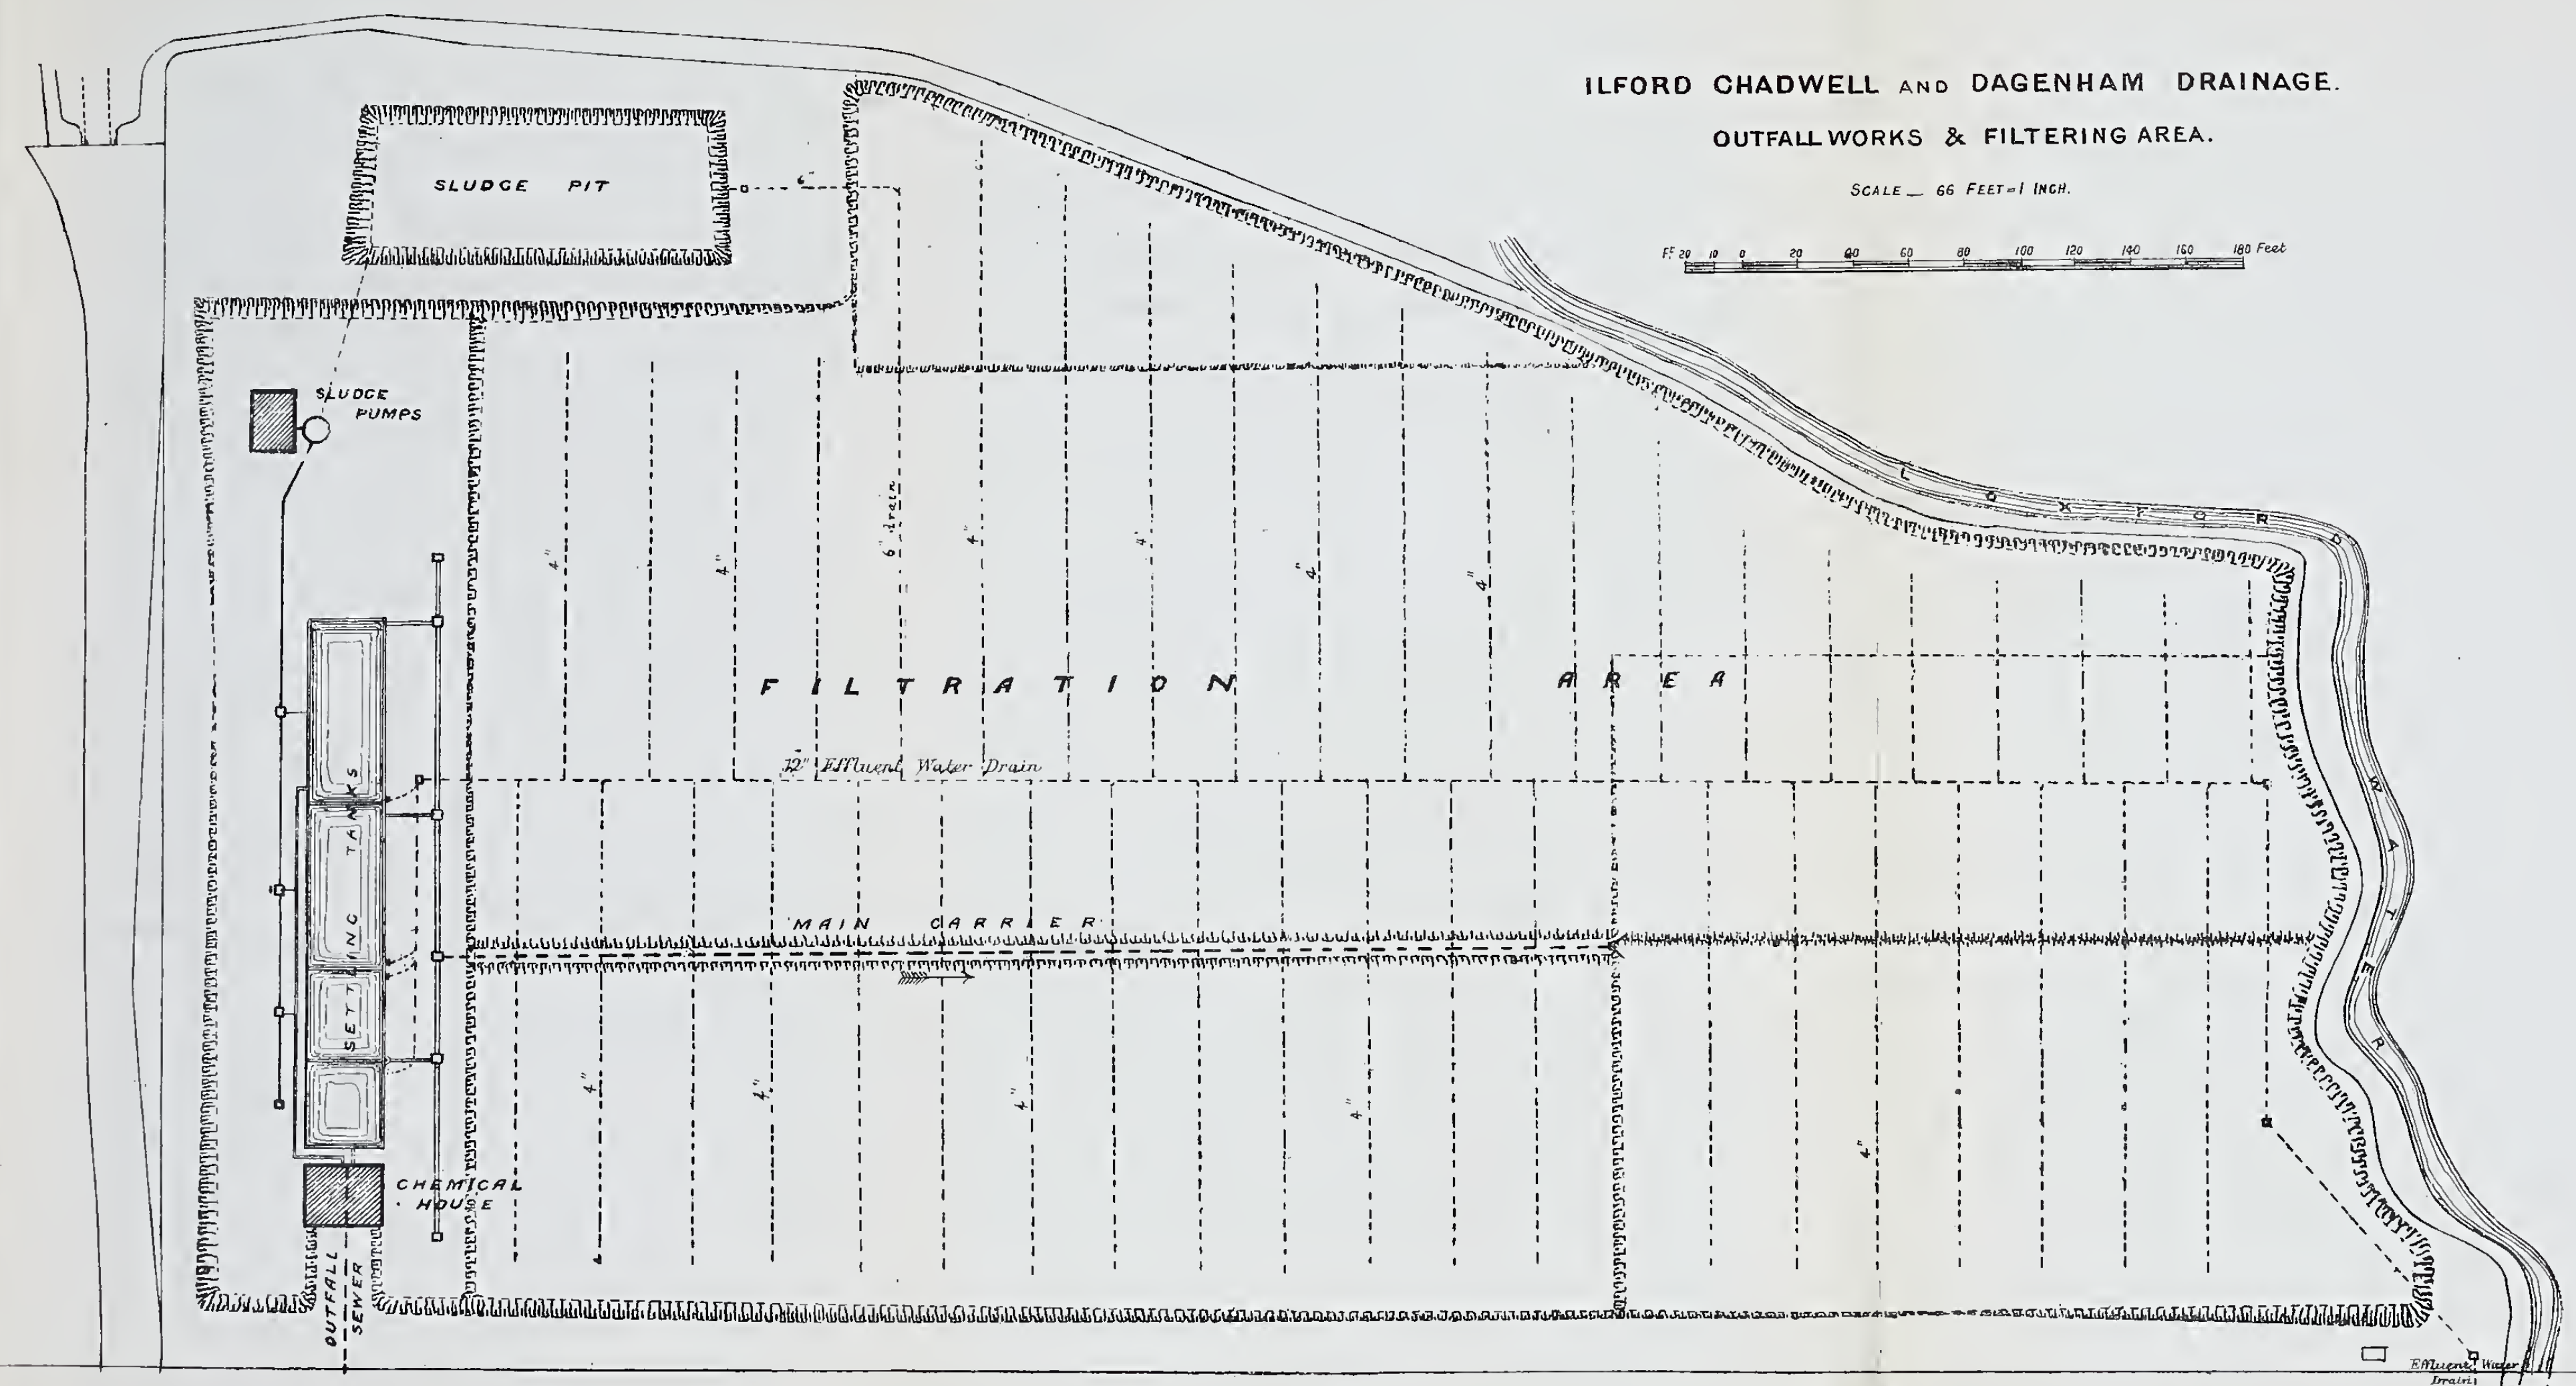 ILFORD CHADWELL AND DAGENHAM DRAINAGE.
OUTFALL WORKS & FILTERING AREA.
SCALE — 66 FEET = 1 INCH.
FT 20 10 0 20 40 60 80 100 120 140 160 180 Feet
SLUDGE PIT
6"
SLUDGE
PUMPS
LOXFORD WATER
4"
4"
6" drain
4"
4"
4"
4"
FILTRATION AREA
12" Effluent Water Drain
SETTLING TANKS
MAIN CARRIER
4"
4"
4"
4"
4"
CHEMICAL
HOUSE
OUTFALL
SEWER
Effluent Water
Drain